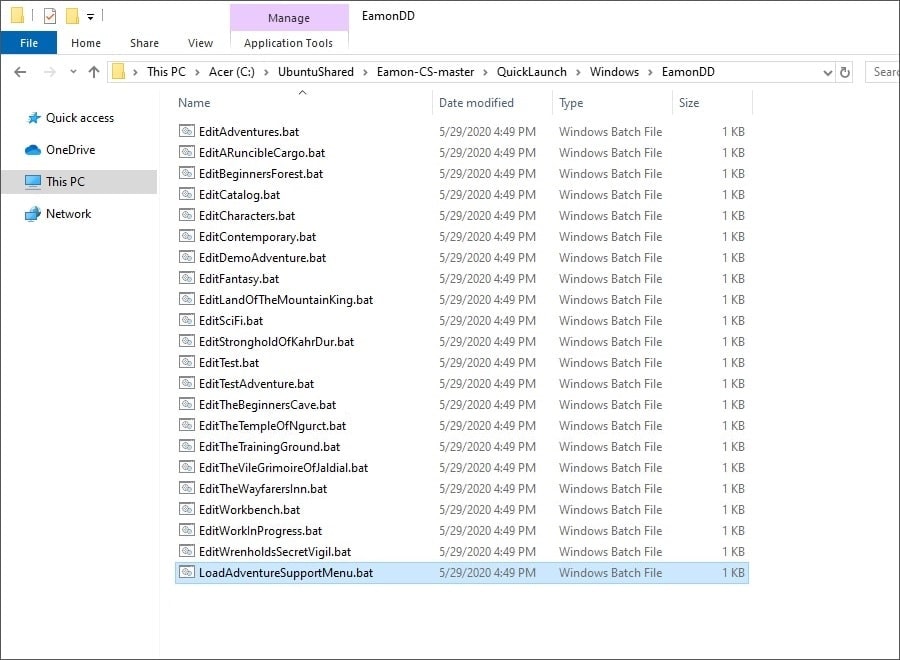 Manage EamonDD
File Home Share View Application Tools
This PC Acer (C:) UbuntuShared Eamon-CS-master QuickLaunch Windows EamonDD Searc
Quick access
OneDrive
This PC
Network
Name Date modified Type Size
EditAdventures.bat 5/29/2020 4:49 PM Windows Batch File 1 KB
EditARuncibleCargo.bat 5/29/2020 4:49 PM Windows Batch File 1 KB
EditBeginnersForest.bat 5/29/2020 4:49 PM Windows Batch File 1 KB
EditCatalog.bat 5/29/2020 4:49 PM Windows Batch File 1 KB
EditCharacters.bat 5/29/2020 4:49 PM Windows Batch File 1 KB
EditContemporary.bat 5/29/2020 4:49 PM Windows Batch File 1 KB
EditDemoAdventure.bat 5/29/2020 4:49 PM Windows Batch File 1 KB
EditFantasy.bat 5/29/2020 4:49 PM Windows Batch File 1 KB
EditLandOfTheMountainKing.bat 5/29/2020 4:49 PM Windows Batch File 1 KB
EditSciFi.bat 5/29/2020 4:49 PM Windows Batch File 1 KB
EditStrongholdOfKahrDur.bat 5/29/2020 4:49 PM Windows Batch File 1 KB
EditTest.bat 5/29/2020 4:49 PM Windows Batch File 1 KB
EditTestAdventure.bat 5/29/2020 4:49 PM Windows Batch File 1 KB
EditTheBeginnersCave.bat 5/29/2020 4:49 PM Windows Batch File 1 KB
EditTheTempleOfNgurct.bat 5/29/2020 4:49 PM Windows Batch File 1 KB
EditTheTrainingGround.bat 5/29/2020 4:49 PM Windows Batch File 1 KB
EditTheVileGrimoireOfJaldial.bat 5/29/2020 4:49 PM Windows Batch File 1 KB
EditTheWayfarersInn.bat 5/29/2020 4:49 PM Windows Batch File 1 KB
EditWorkbench.bat 5/29/2020 4:49 PM Windows Batch File 1 KB
EditWorkInProgress.bat 5/29/2020 4:49 PM Windows Batch File 1 KB
EditWrenholdsSecretVigil.bat 5/29/2020 4:49 PM Windows Batch File 1 KB
LoadAdventureSupportMenu.bat 5/29/2020 4:49 PM Windows Batch File 1 KB